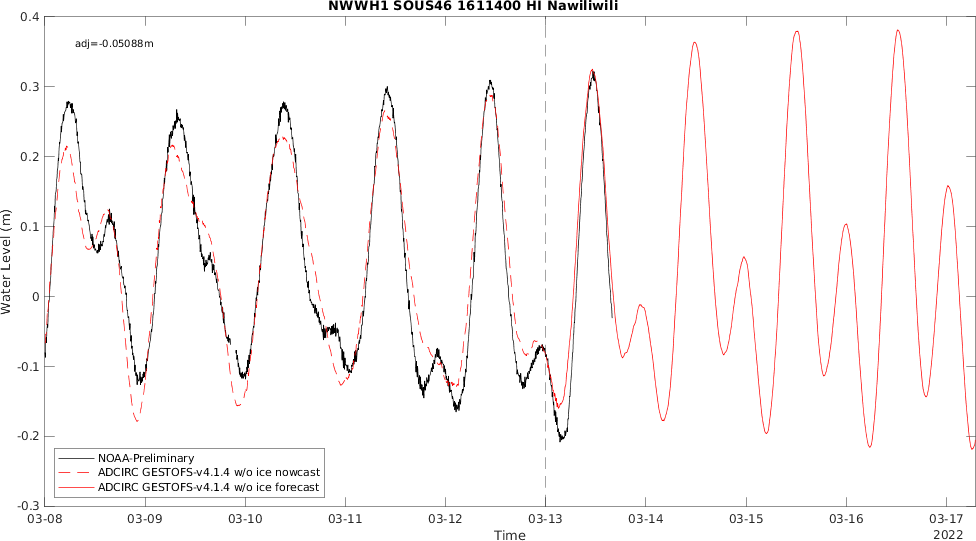 NWWH1 SOUS46 1611400 HI Nawiliwili
adj=-0.05088m
0.4
0.3
0.2
0.1
0
-0.1
-0.2
-0.3
Water Level (m)
NOAA-Preliminary
ADCIRC GESTOFS-v4.1.4 w/o ice nowcast
ADCIRC GESTOFS-v4.1.4 w/o ice forecast
03-08 03-09 03-10 03-11 03-12 03-13 03-14 03-15 03-16 03-17
Time
2022